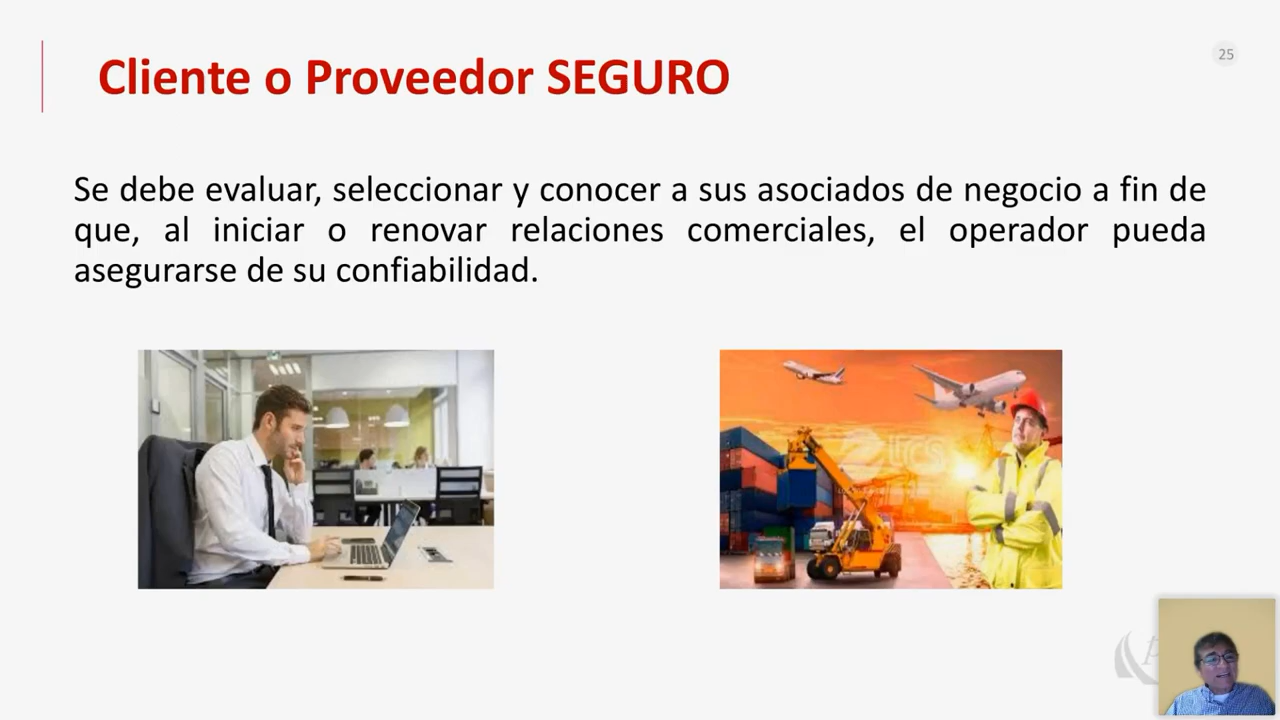 Cliente o Proveedor SEGURO
25
Se debe evaluar, seleccionar y conocer a sus asociados de negocio a fin de
que, al iniciar o renovar relaciones comerciales, el operador pueda
asegurarse de su confiabilidad.